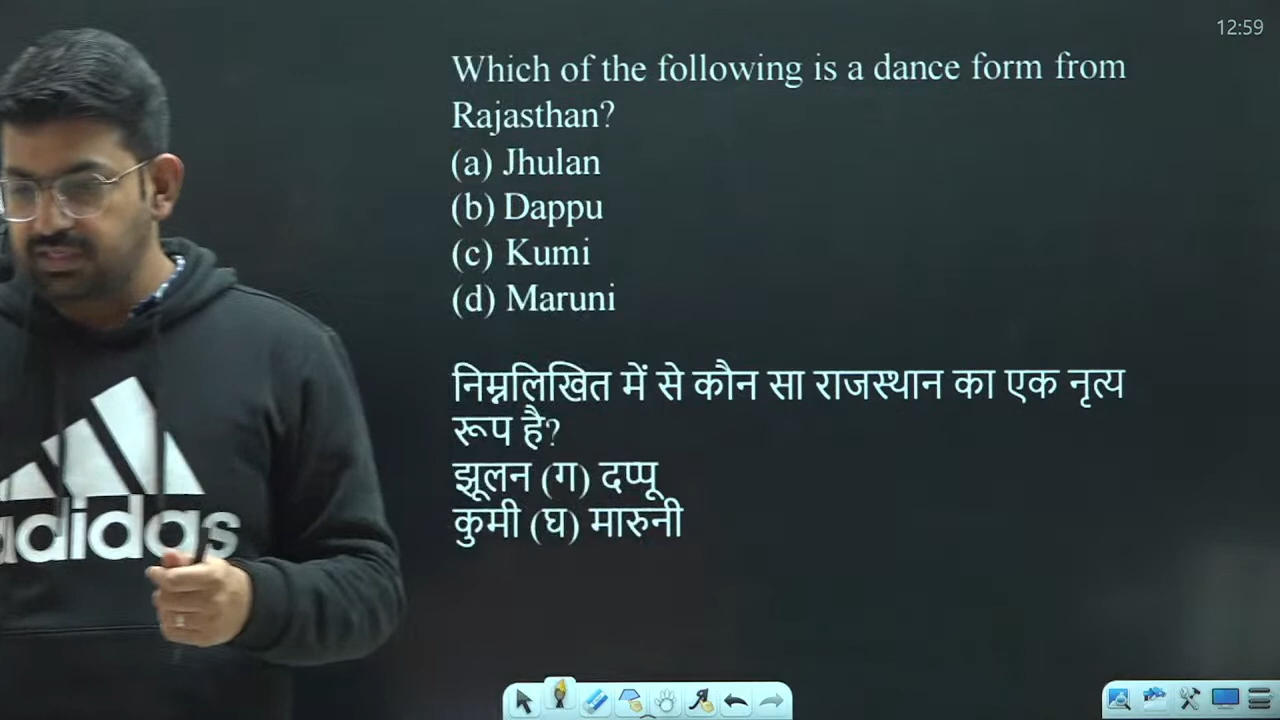 12:59
Which of the following is a dance form from
Rajasthan?
(a) Jhulan
(b) Dappu
(c) Kumi
(d) Maruni
निम्नलिखित में से कौन सा राजस्थान का एक नृत्य
रूप है?
झूलन (ग) दप्पू
कुमी (घ) मारुनी
adidas